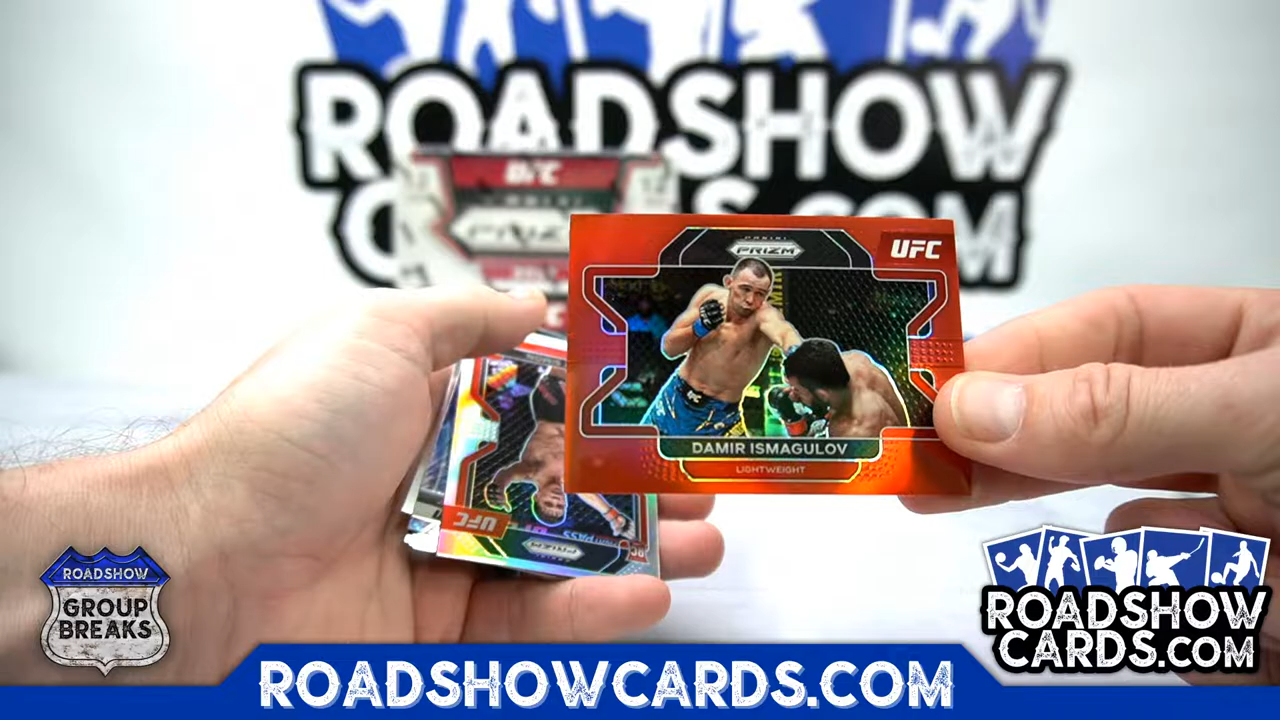 ROADSHOW
CARDS.COM
UFC
PRIZM
PANINI
PRIZM
UFC
DAMIR ISMAGULOV
LIGHTWEIGHT
UFC
PRIZM
ROADSHOW
GROUP
BREAKS
ROADSHOW
CARDS.COM
ROADSHOWCARDS.COM